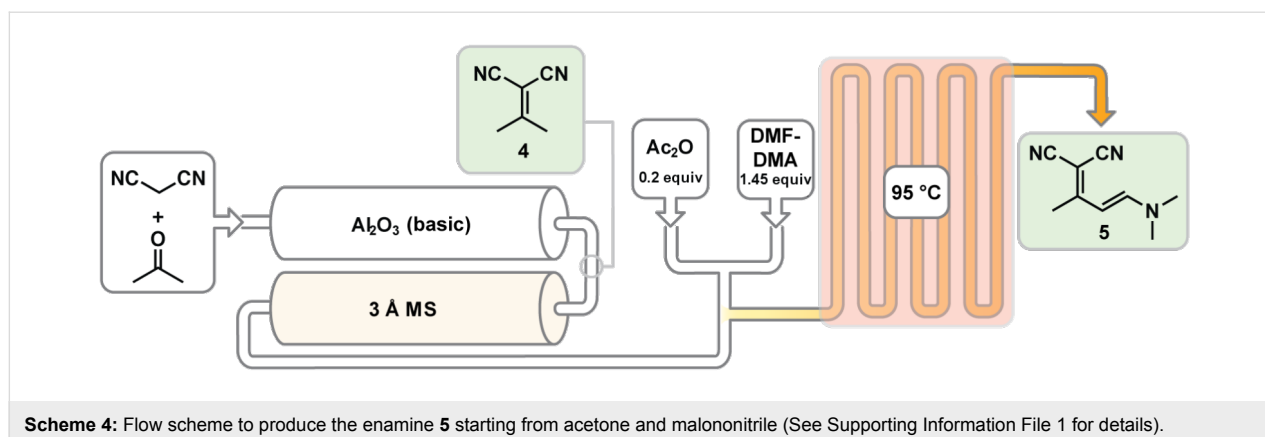 NC CN
+
O
Al₂O₃ (basic)
3 Å MS
NC CN
4
Ac₂O
0.2 equiv
DMF-
DMA
1.45 equiv
95 °C
NC CN
N
5
Scheme 4: Flow scheme to produce the enamine 5 starting from acetone and malononitrile (See Supporting Information File 1 for details).